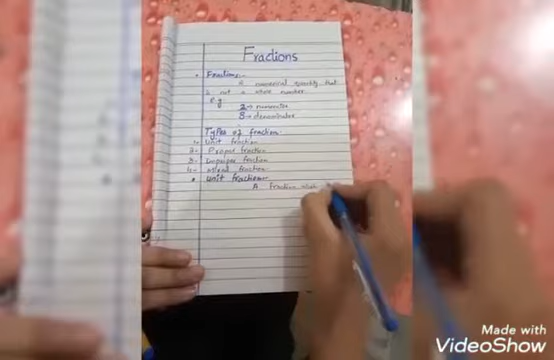 Fractions
• Fraction:-
A numerical quantity that
is not a whole number.
e.g
2 → numerator
8 → denominator
Types of fraction.
1- Unit fraction
2- Proper fraction
3- Improper fraction
4- Mixed fraction
• Unit fraction:-
A fraction with
Made with
VideoShow